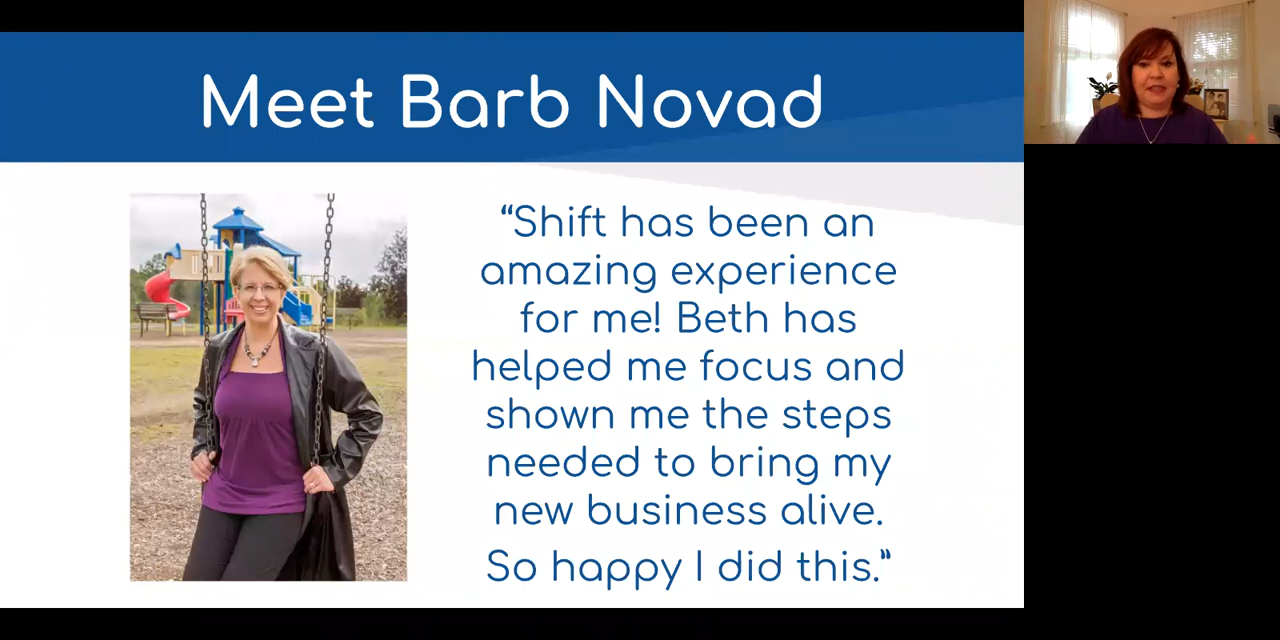 Meet Barb Novad
“Shift has been an
amazing experience
for me! Beth has
helped me focus and
shown me the steps
needed to bring my
new business alive.
So happy I did this.”